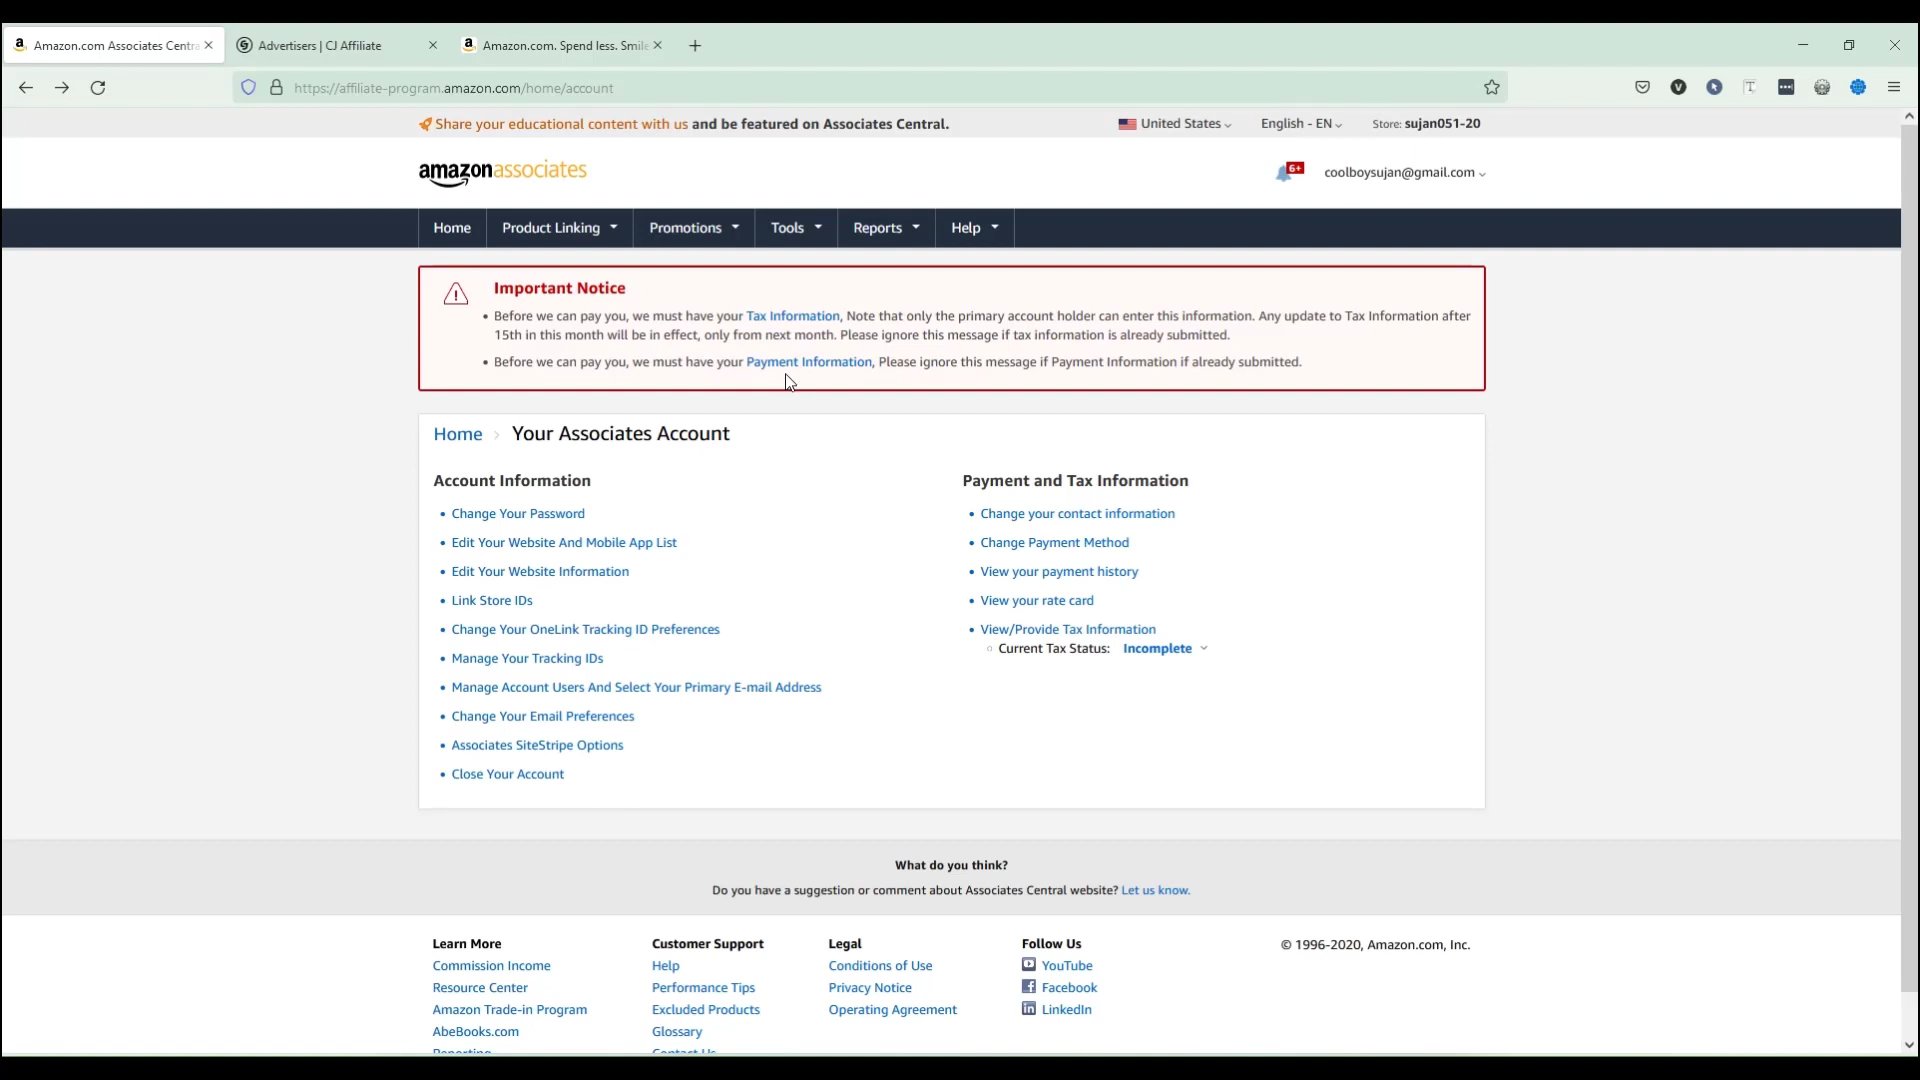 Amazon.com Associates Centra
Advertisers | CJ Affiliate
Amazon.com. Spend less. Smile
https://affiliate-program.amazon.com/home/account
Share your educational content with us and be featured on Associates Central.
United States
English - EN
Store: sujan051-20
amazonassociates
6+
coolboysujan@gmail.com
Home
Product Linking
Promotions
Tools
Reports
Help
Important Notice
• Before we can pay you, we must have your Tax Information, Note that only the primary account holder can enter this information. Any update to Tax Information after
15th in this month will be in effect, only from next month. Please ignore this message if tax information is already submitted.
• Before we can pay you, we must have your Payment Information, Please ignore this message if Payment Information if already submitted.
Home › Your Associates Account
Account Information
• Change Your Password
• Edit Your Website And Mobile App List
• Edit Your Website Information
• Link Store IDs
• Change Your OneLink Tracking ID Preferences
• Manage Your Tracking IDs
• Manage Account Users And Select Your Primary E-mail Address
• Change Your Email Preferences
• Associates SiteStripe Options
• Close Your Account
Payment and Tax Information
• Change your contact information
• Change Payment Method
• View your payment history
• View your rate card
• View/Provide Tax Information
Current Tax Status: Incomplete
What do you think?
Do you have a suggestion or comment about Associates Central website? Let us know.
Learn More
Commission Income
Resource Center
Amazon Trade-in Program
AbeBooks.com
Reporting
Customer Support
Help
Performance Tips
Excluded Products
Glossary
Contact Us
Legal
Conditions of Use
Privacy Notice
Operating Agreement
Follow Us
YouTube
Facebook
LinkedIn
© 1996-2020, Amazon.com, Inc.